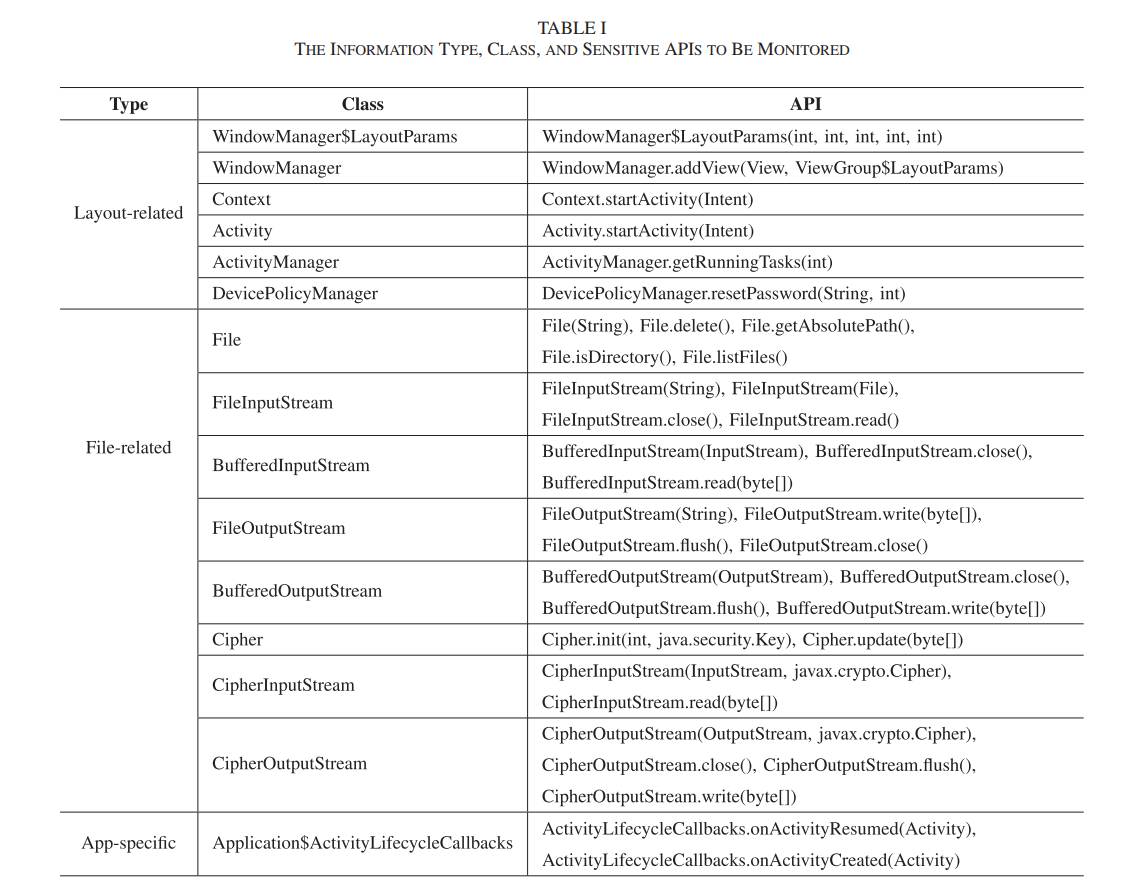 TABLE I
THE INFORMATION TYPE, CLASS, AND SENSITIVE APIS TO BE MONITORED
Type Class API
Layout-related
WindowManager$LayoutParams WindowManager$LayoutParams(int, int, int, int, int)
WindowManager WindowManager.addView(View, ViewGroup$LayoutParams)
Context Context.startActivity(Intent)
Activity Activity.startActivity(Intent)
ActivityManager ActivityManager.getRunningTasks(int)
DevicePolicyManager DevicePolicyManager.resetPassword(String, int)
File-related
File
File(String), File.delete(), File.getAbsolutePath(),
File.isDirectory(), File.listFiles()
FileInputStream
FileInputStream(String), FileInputStream(File),
FileInputStream.close(), FileInputStream.read()
BufferedInputStream
BufferedInputStream(InputStream), BufferedInputStream.close(),
BufferedInputStream.read(byte[])
FileOutputStream
FileOutputStream(String), FileOutputStream.write(byte[]),
FileOutputStream.flush(), FileOutputStream.close()
BufferedOutputStream
BufferedOutputStream(OutputStream), BufferedOutputStream.close(),
BufferedOutputStream.flush(), BufferedOutputStream.write(byte[])
Cipher Cipher.init(int, java.security.Key), Cipher.update(byte[])
CipherInputStream
CipherInputStream(InputStream, javax.crypto.Cipher),
CipherInputStream.read(byte[])
CipherOutputStream
CipherOutputStream(OutputStream, javax.crypto.Cipher),
CipherOutputStream.close(), CipherOutputStream.flush(),
CipherOutputStream.write(byte[])
App-specific
Application$ActivityLifecycleCallbacks
ActivityLifecycleCallbacks.onActivityResumed(Activity),
ActivityLifecycleCallbacks.onActivityCreated(Activity)